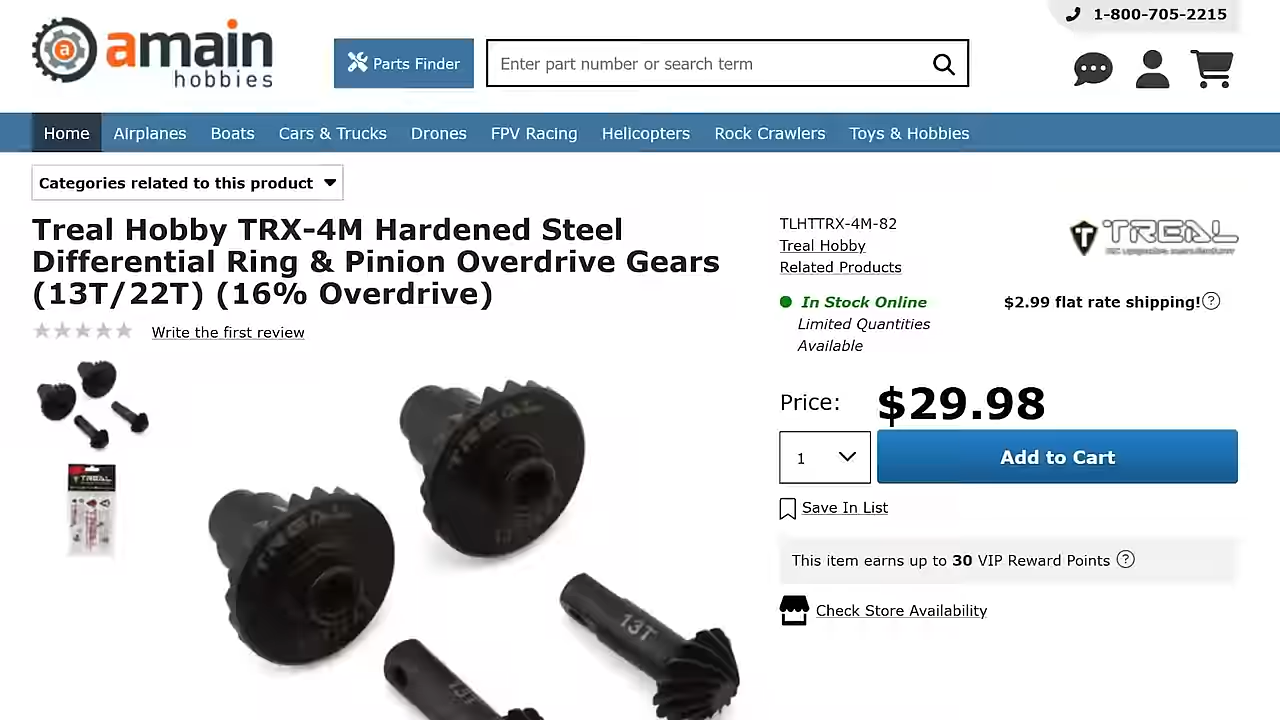 1-800-705-2215
amain
hobbies
Parts Finder
Enter part number or search term
Home Airplanes Boats Cars & Trucks Drones FPV Racing Helicopters Rock Crawlers Toys & Hobbies
Categories related to this product
Treal Hobby TRX-4M Hardened Steel
Differential Ring & Pinion Overdrive Gears
(13T/22T) (16% Overdrive)
Write the first review
TLHTTRX-4M-82
Treal Hobby
Related Products
TREAL
In Stock Online
Limited Quantities
Available
$2.99 flat rate shipping!
Price: $29.98
1
Add to Cart
Save In List
This item earns up to 30 VIP Reward Points
Check Store Availability
TREAL
TREAL
TREAL
13T
13T